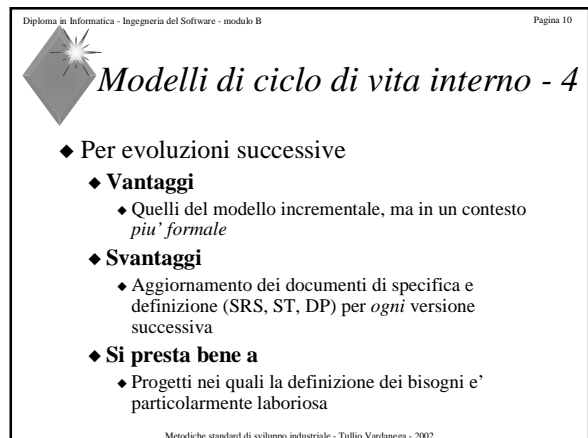 Diploma in Informatica - Ingegneria del Software - modulo B
Pagina 10
Modelli di ciclo di vita interno - 4
Per evoluzioni successive
Vantaggi
Quelli del modello incrementale, ma in un contesto
piu' formale
Svantaggi
Aggiornamento dei documenti di specifica e
definizione (SRS, ST, DP) per ogni versione
successiva
Si presta bene a
Progetti nei quali la definizione dei bisogni e'
particolarmente laboriosa
Metodiche standard di sviluppo industriale - Tullio Vardanega - 2002